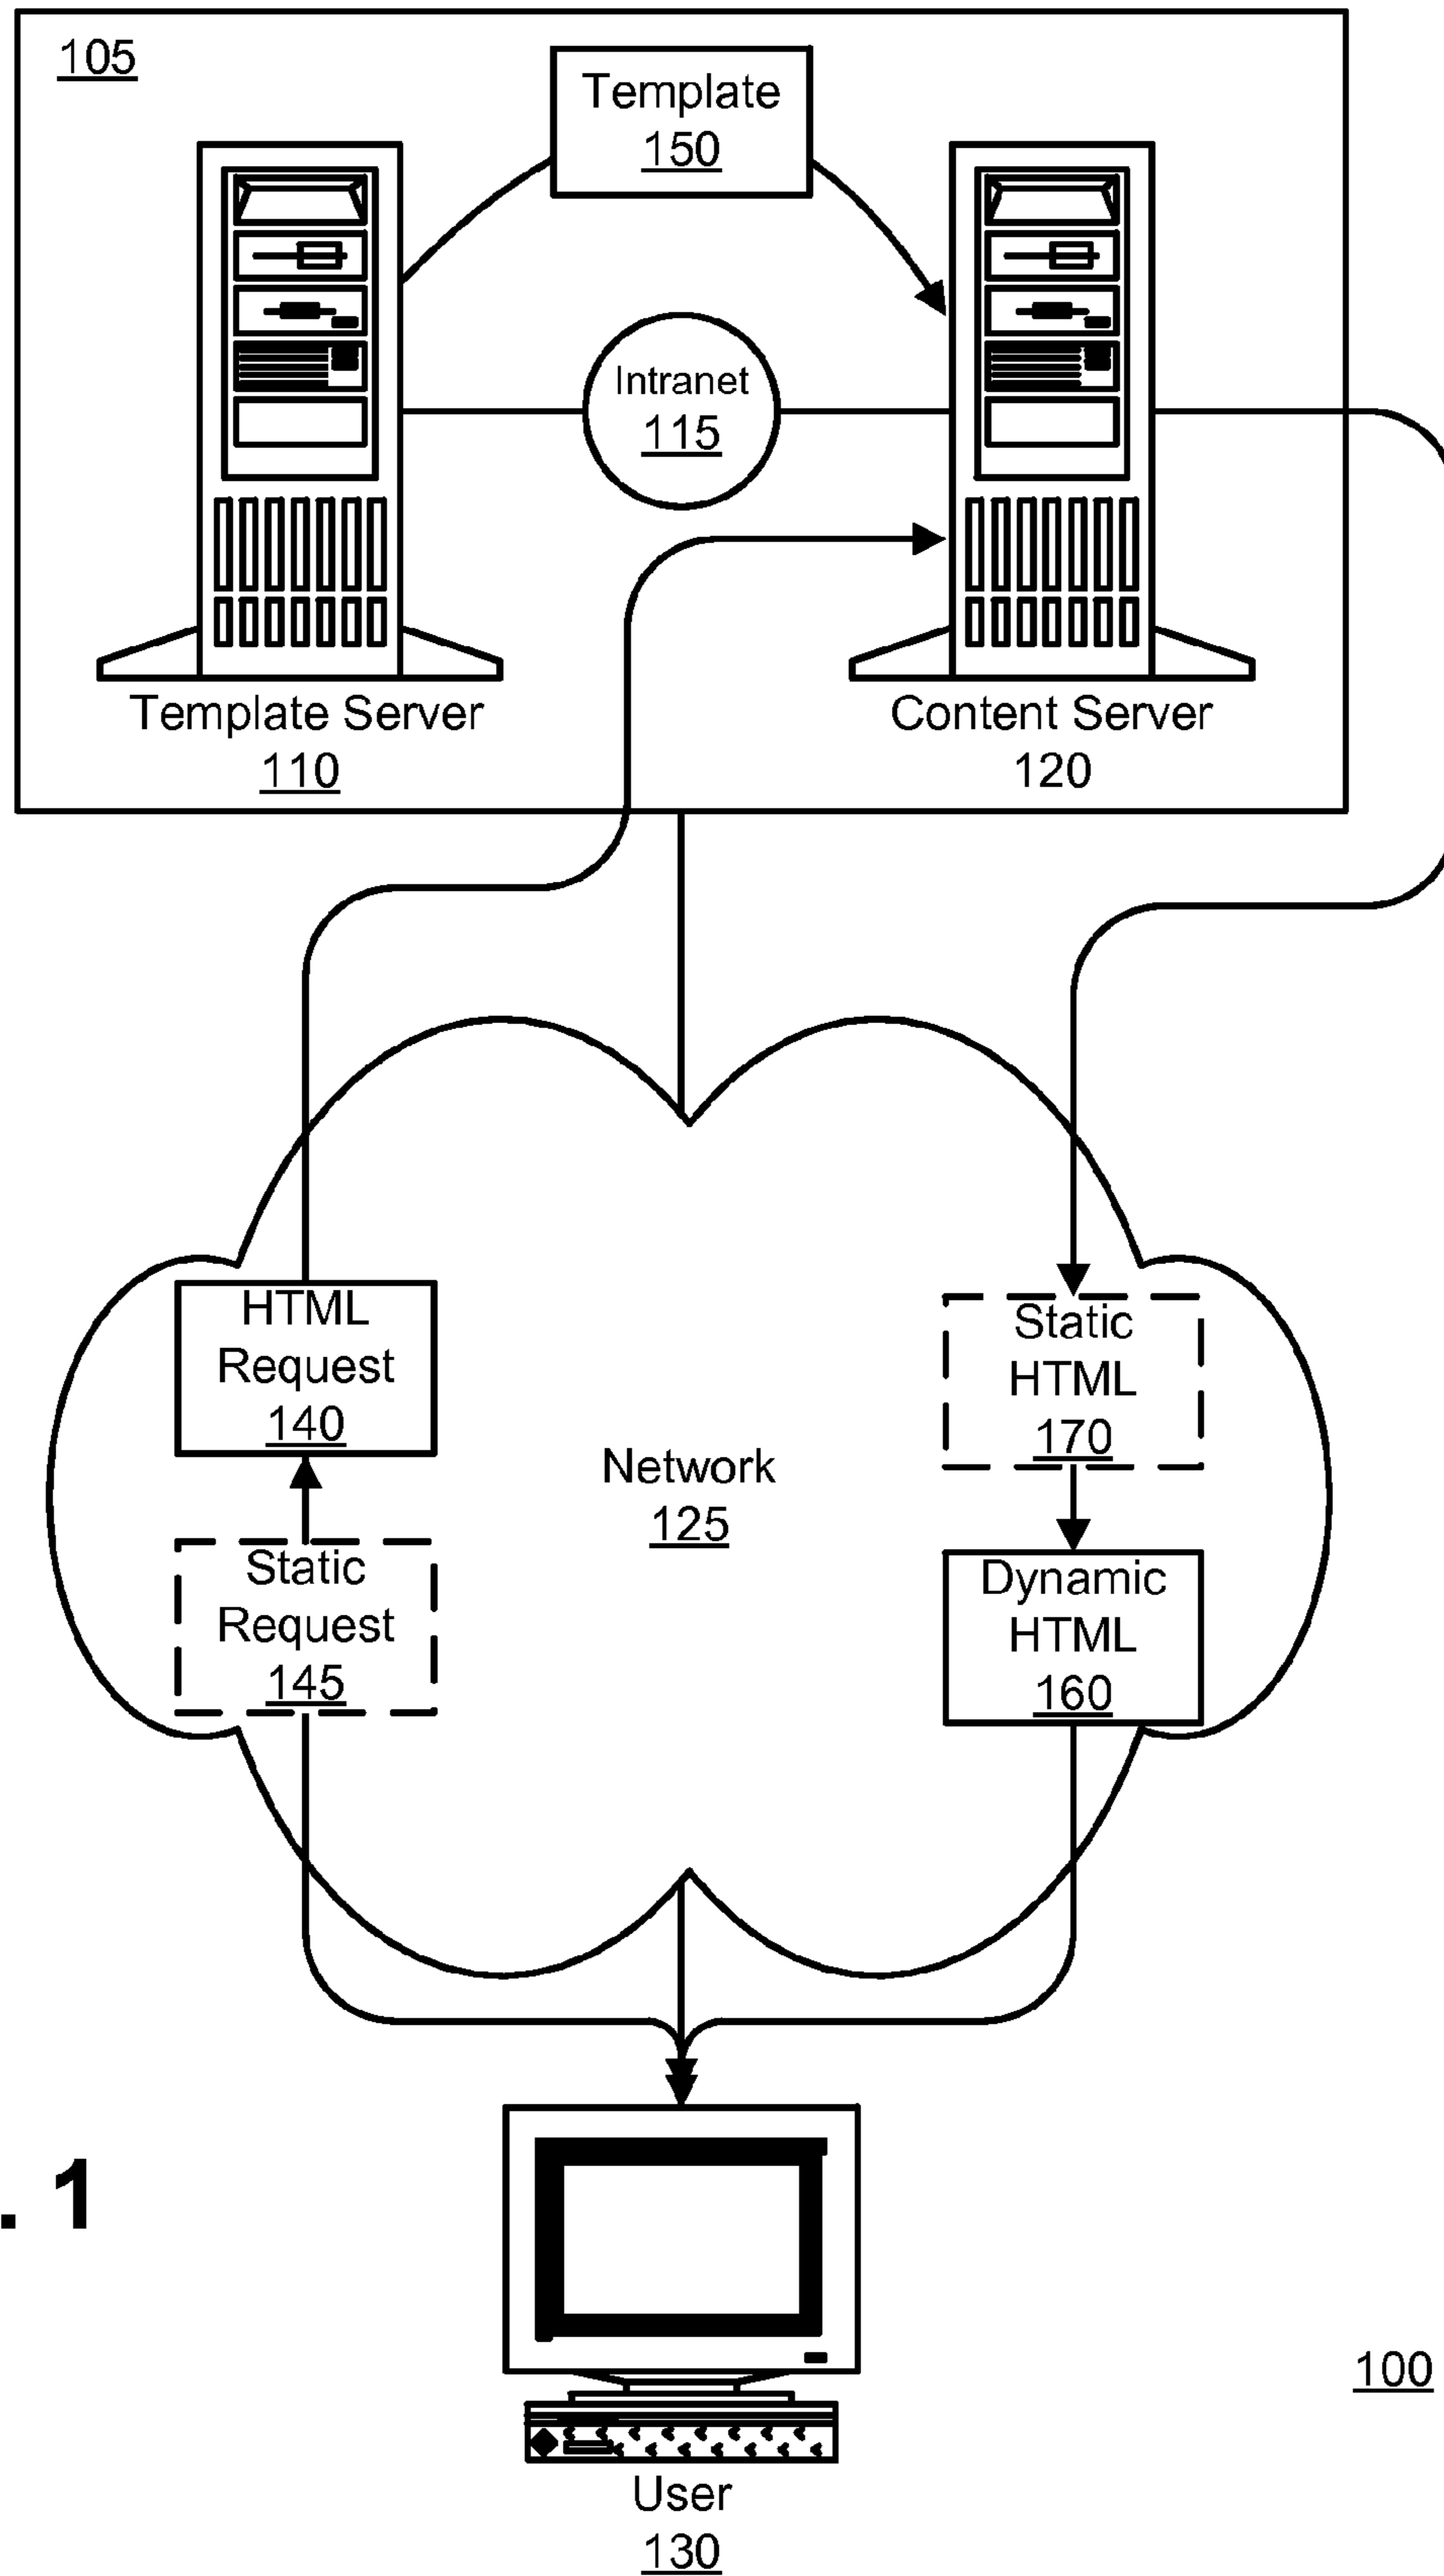 105
Template
150
Intranet
115
Template Server
110
Content Server
120
HTML
Request
140
Static
Request
145
Network
125
Static
HTML
170
Dynamic
HTML
160
. 1
100
User
130